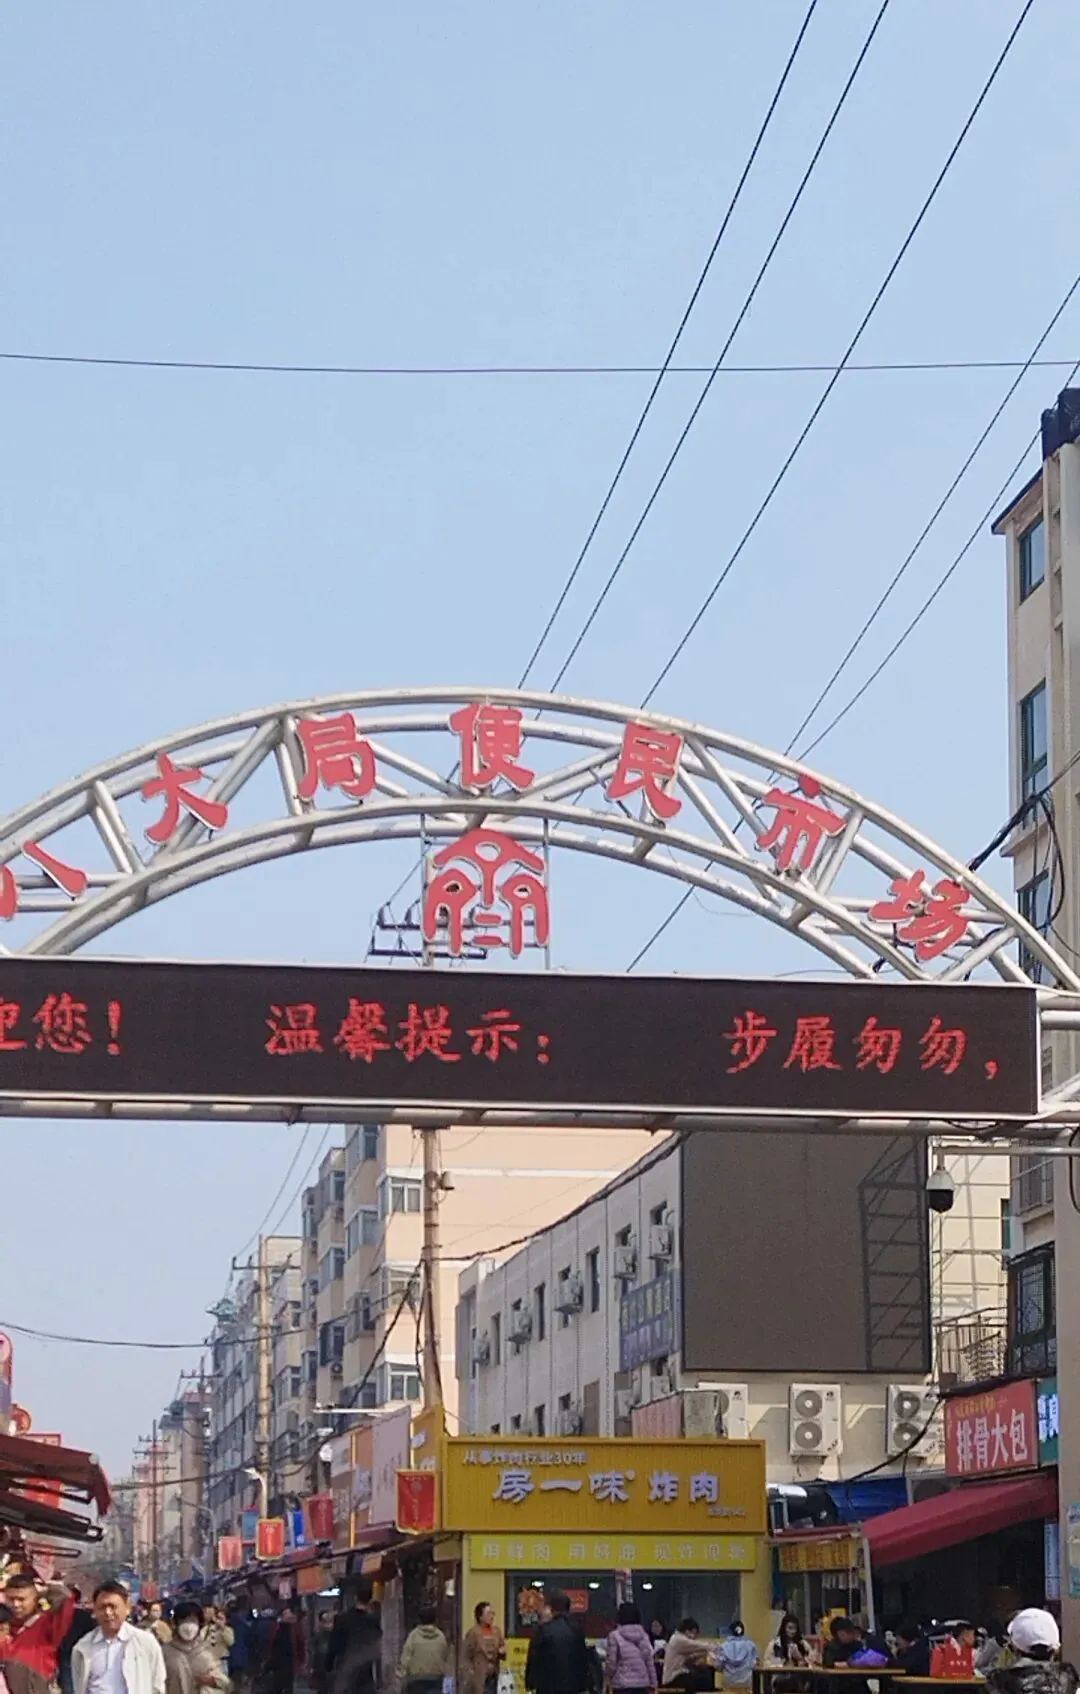 八大局便民市场
迎您！ 温馨提示： 步履匆匆，
排骨大包
从事炸肉行业30年
房一味 炸肉
用鲜肉 用好油 现炸现卖